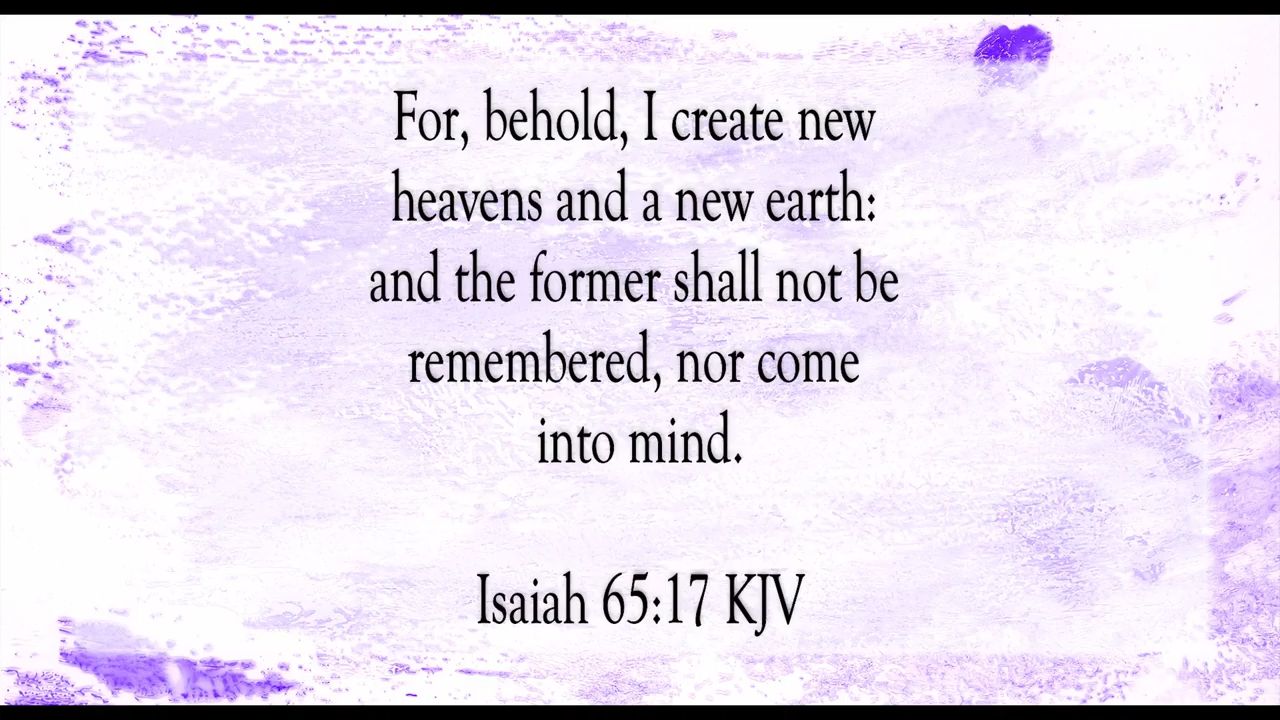 For, behold, I create new
heavens and a new earth:
and the former shall not be
remembered, nor come
into mind.
Isaiah 65:17 KJV